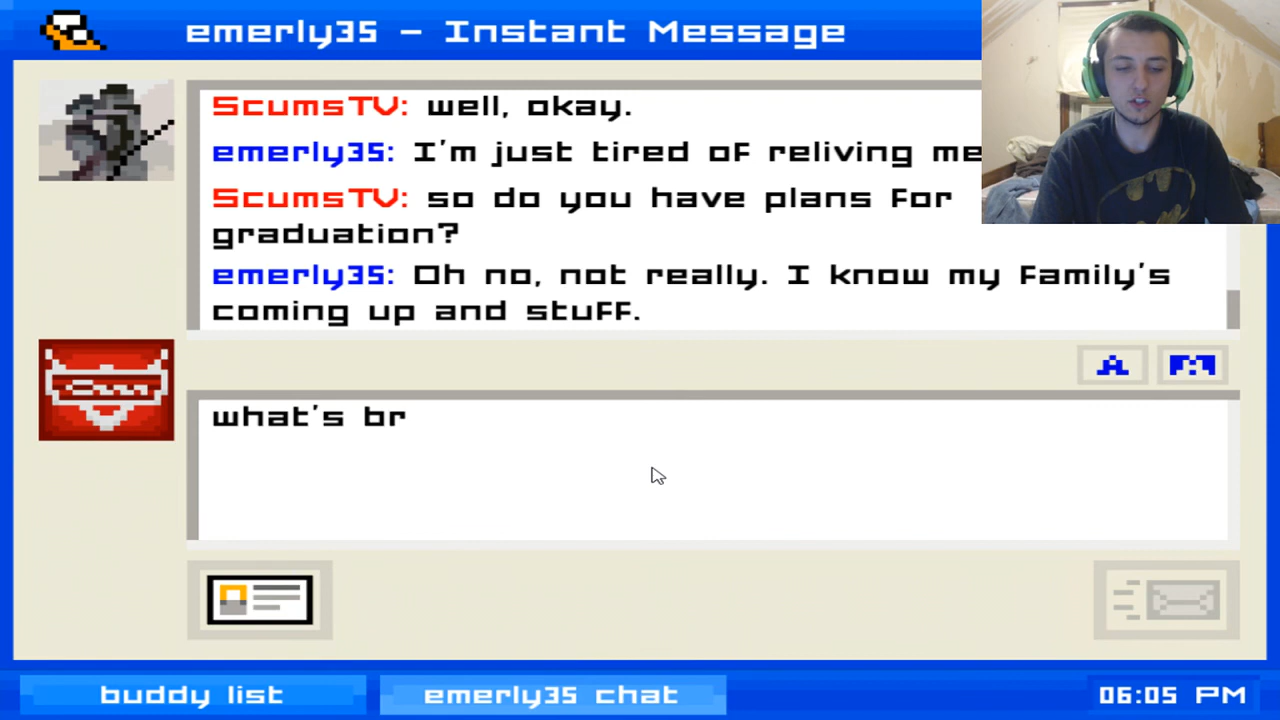 emerly35 - Instant Message
ScumsTV: well, okay.
emerly35: I'm just tired of reliving me
ScumsTV: so do you have plans for
graduation?
emerly35: Oh no, not really. I know my family's
coming up and stuff.
A
what's br
buddy list
emerly35 chat
06:05 PM